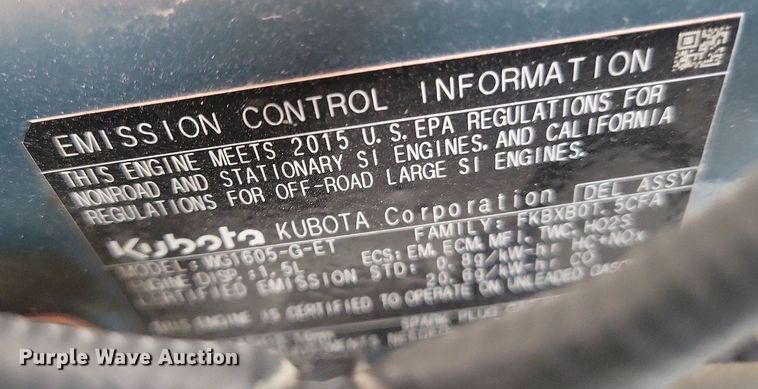 EMISSION CONTROL INFORMATION
THIS ENGINE MEETS 2015 U.S. EPA REGULATIONS FOR
NONROAD AND STATIONARY SI ENGINES, AND CALIFORNIA
REGULATIONS FOR OFF-ROAD LARGE SI ENGINES.
Kubota KUBOTA Corporation DEL ASSY
MODEL: WG1605-G-ET FAMILY: FKBXB01.5CFA
ENGINE DISP.: 1.5L ECS: EM, ECM, MFI, TWC, HO2S
CERTIFIED EMISSION STD: 0.8g/kW-hr HC+NOx
20.6g/kW-hr CO
THIS ENGINE IS CERTIFIED TO OPERATE ON UNLEADED
SPARK PLUG
NEEDED
Purple Wave Auction